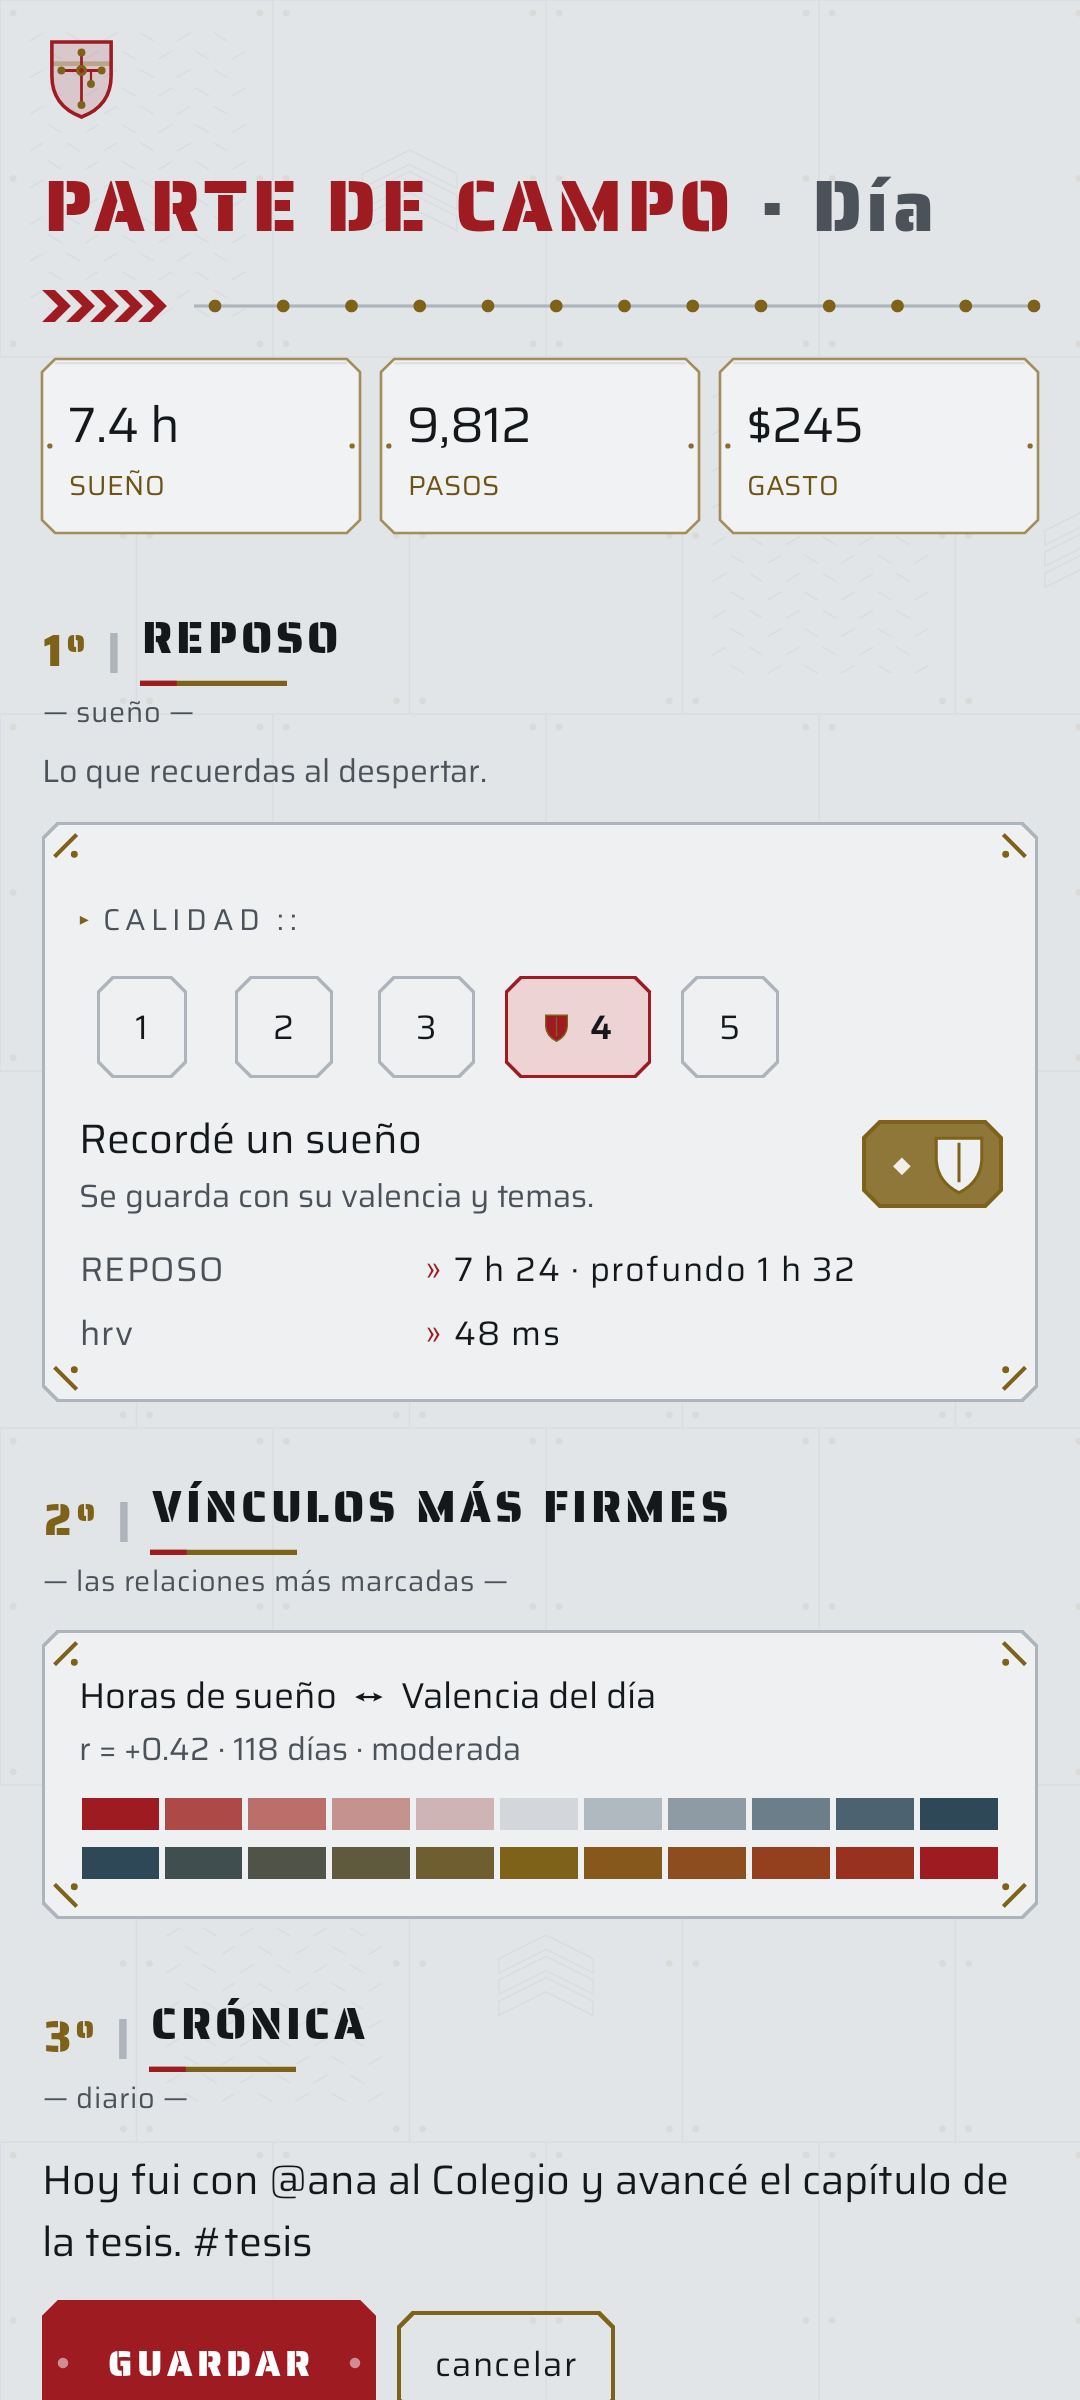 PARTE DE CAMPO · Día
7.4 h
SUEÑO
9,812
PASOS
$245
GASTO
1º | REPOSO
— sueño —
Lo que recuerdas al despertar.
▸ CALIDAD ::
1 2 3 4 5
Recordé un sueño
Se guarda con su valencia y temas.
REPOSO » 7 h 24 · profundo 1 h 32
hrv » 48 ms
2º | VÍNCULOS MÁS FIRMES
— las relaciones más marcadas —
Horas de sueño ↔ Valencia del día
r = +0.42 · 118 días · moderada
3º | CRÓNICA
— diario —
Hoy fui con @ana al Colegio y avancé el capítulo de
la tesis. #tesis
GUARDAR cancelar